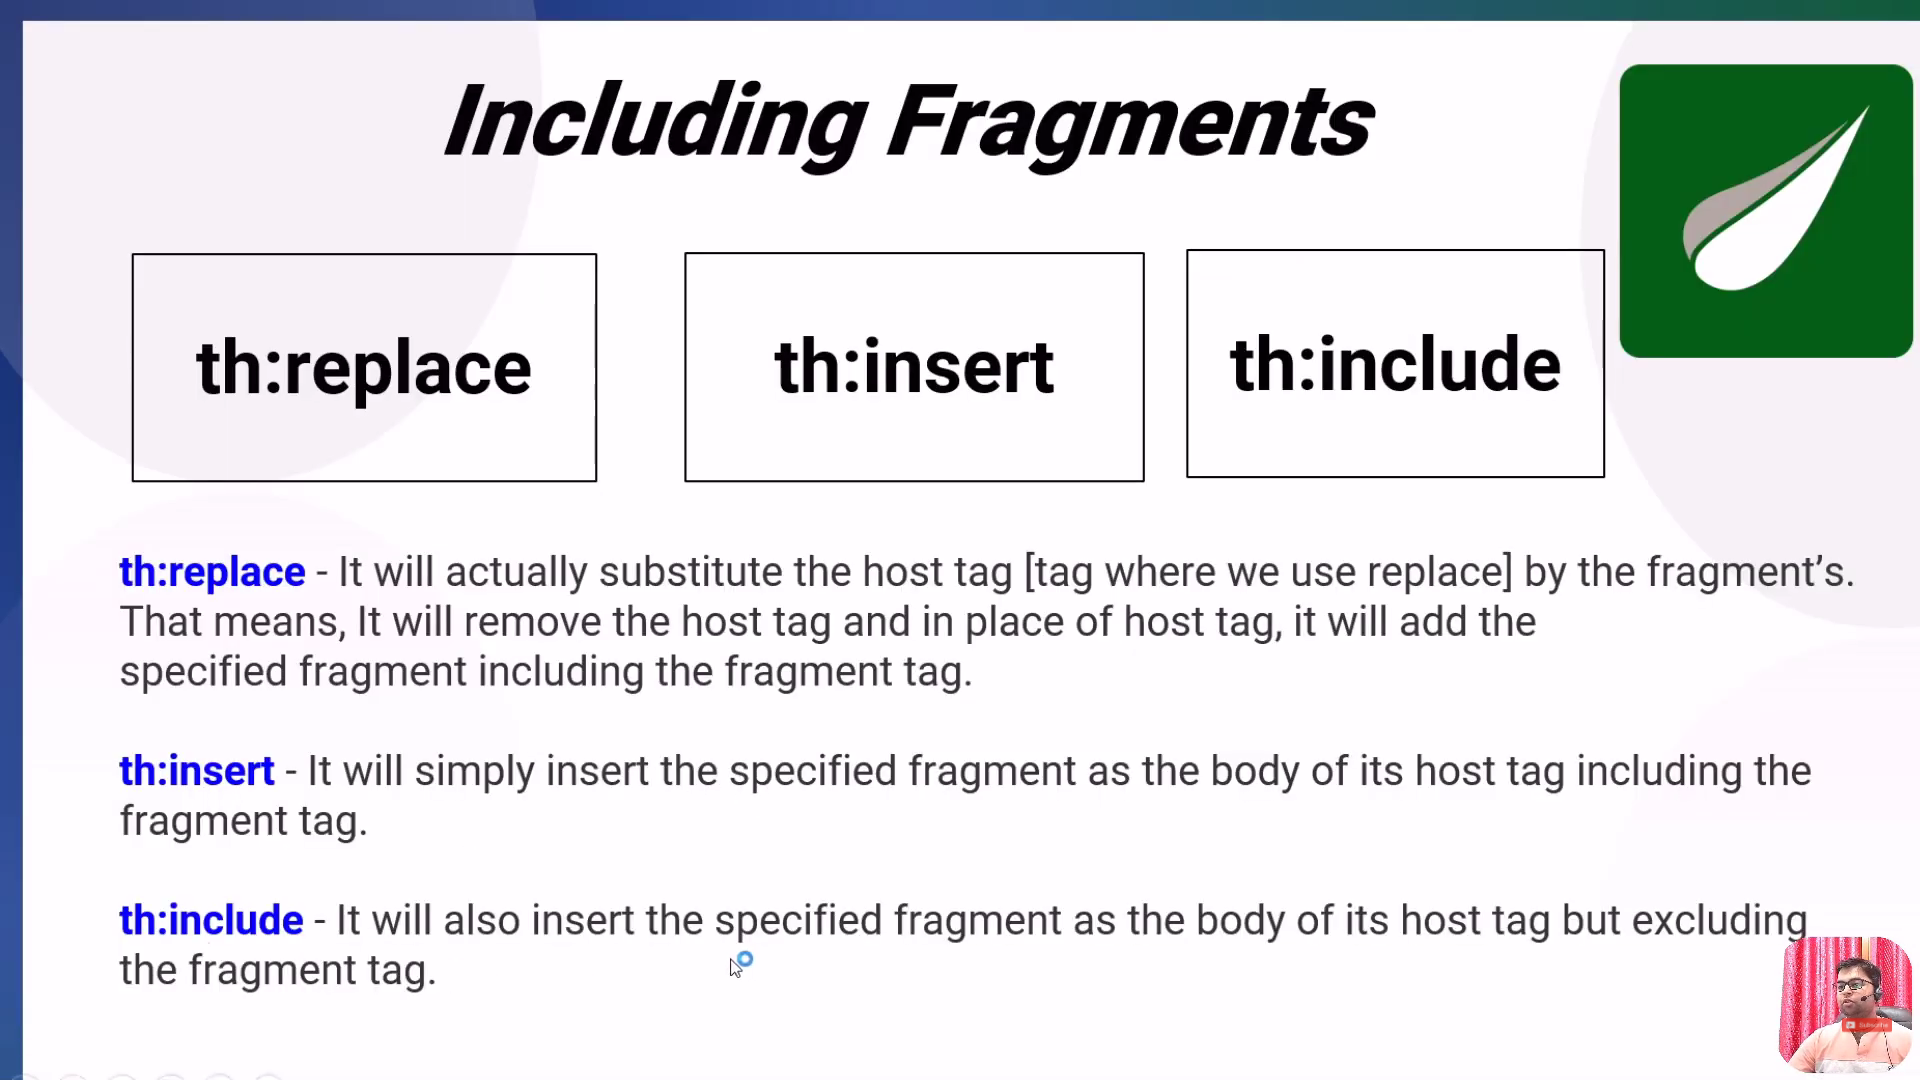 Including Fragments
th:replace
th:insert
th:include
th:replace - It will actually substitute the host tag [tag where we use replace] by the fragment’s.
That means, It will remove the host tag and in place of host tag, it will add the
specified fragment including the fragment tag.
th:insert - It will simply insert the specified fragment as the body of its host tag including the
fragment tag.
th:include - It will also insert the specified fragment as the body of its host tag but excluding
the fragment tag.
Subscribe